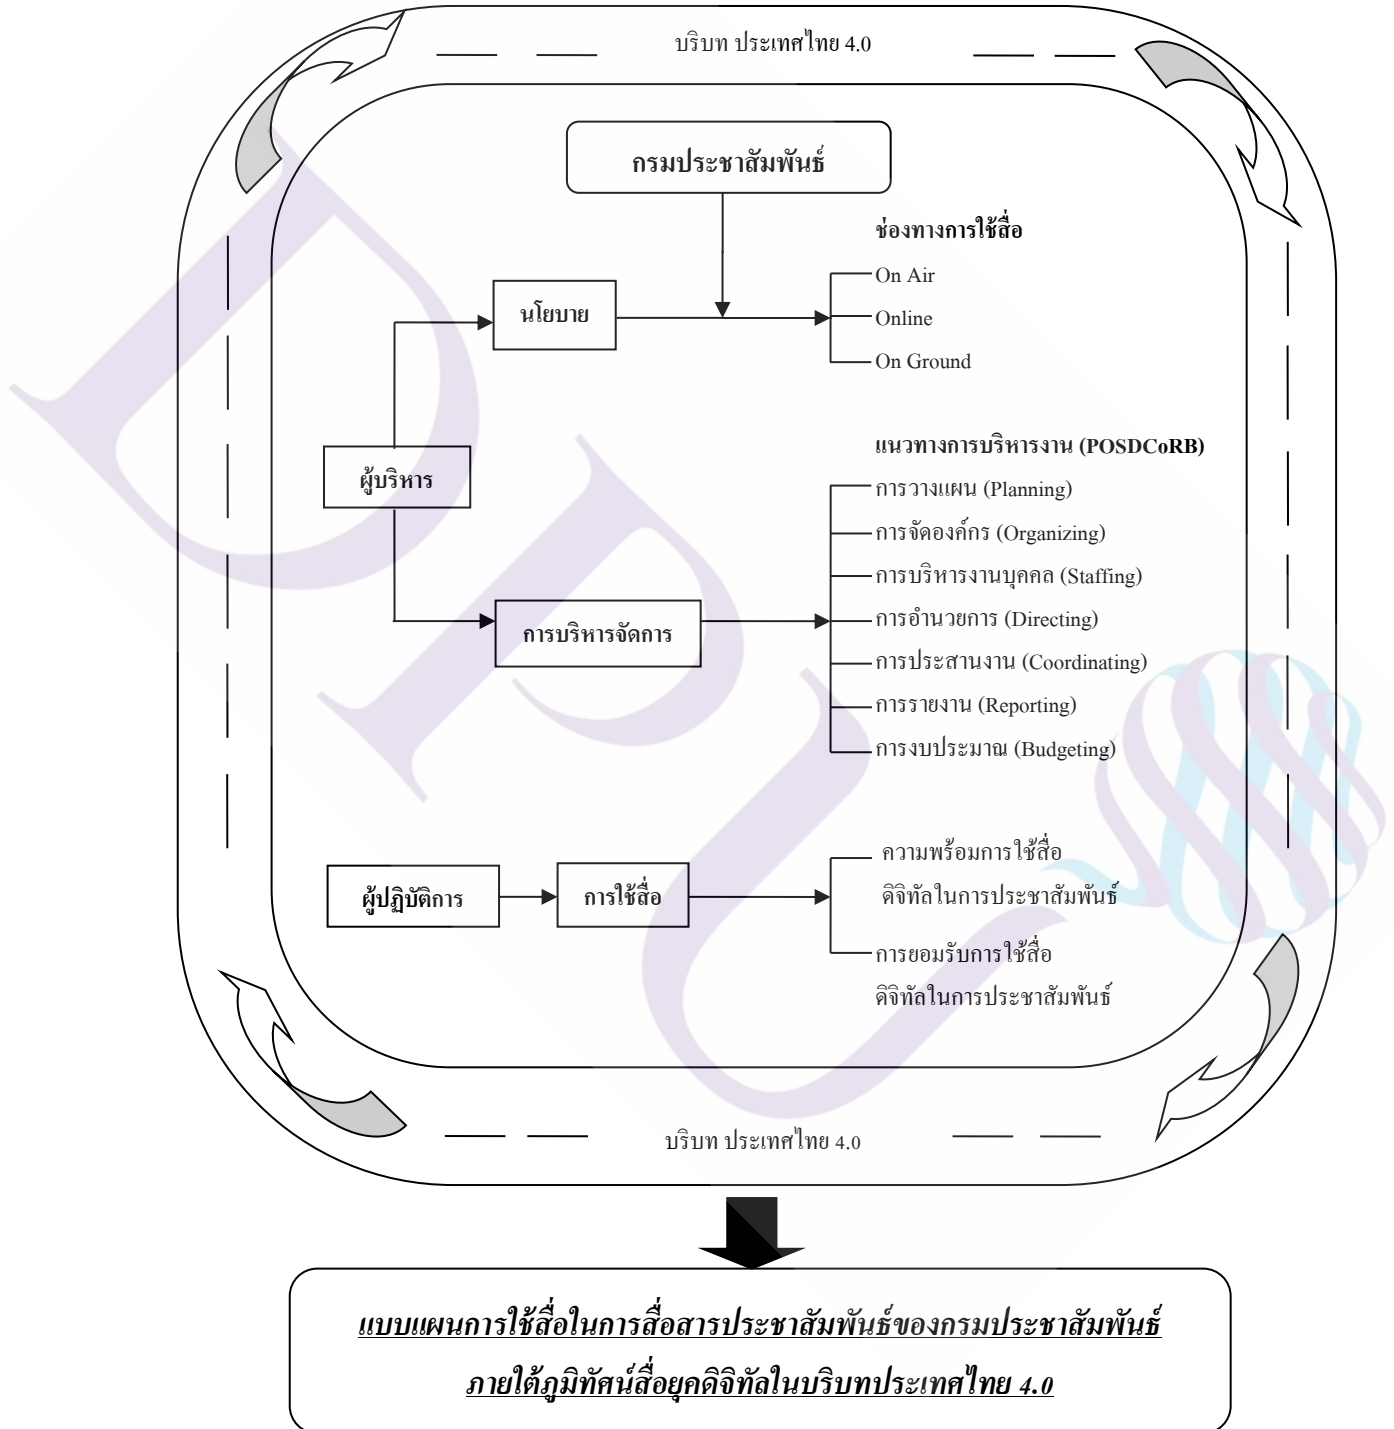 บริบท ประเทศไทย 4.0
กรมประชาสัมพันธ์
ช่องทางการใช้สื่อ
On Air
นโยบาย
Online
On Ground
แนวทางการบริหารงาน (POSDCoRB)
ผู้บริหาร
การวางแผน (Planning)
การจัดองค์กร (Organizing)
การบริหารงานบุคคล (Staffing)
การอำนวยการ (Directing)
การบริหารจัดการ
การประสานงาน (Coordinating)
การรายงาน (Reporting)
การงบประมาณ (Budgeting)
ความพร้อมการใช้สื่อ
ดิจิทัลในการประชาสัมพันธ์
ผู้ปฏิบัติการ
การใช้สื่อ
การยอมรับการใช้สื่อ
ดิจิทัลในการประชาสัมพันธ์
บริบท ประเทศไทย 4.0
แบบแผนการใช้สื่อในการสื่อสารประชาสัมพันธ์ของกรมประชาสัมพันธ์
ภายใต้ภูมิทัศน์สื่อยุคดิจิทัลในบริบทประเทศไทย 4.0
DPU